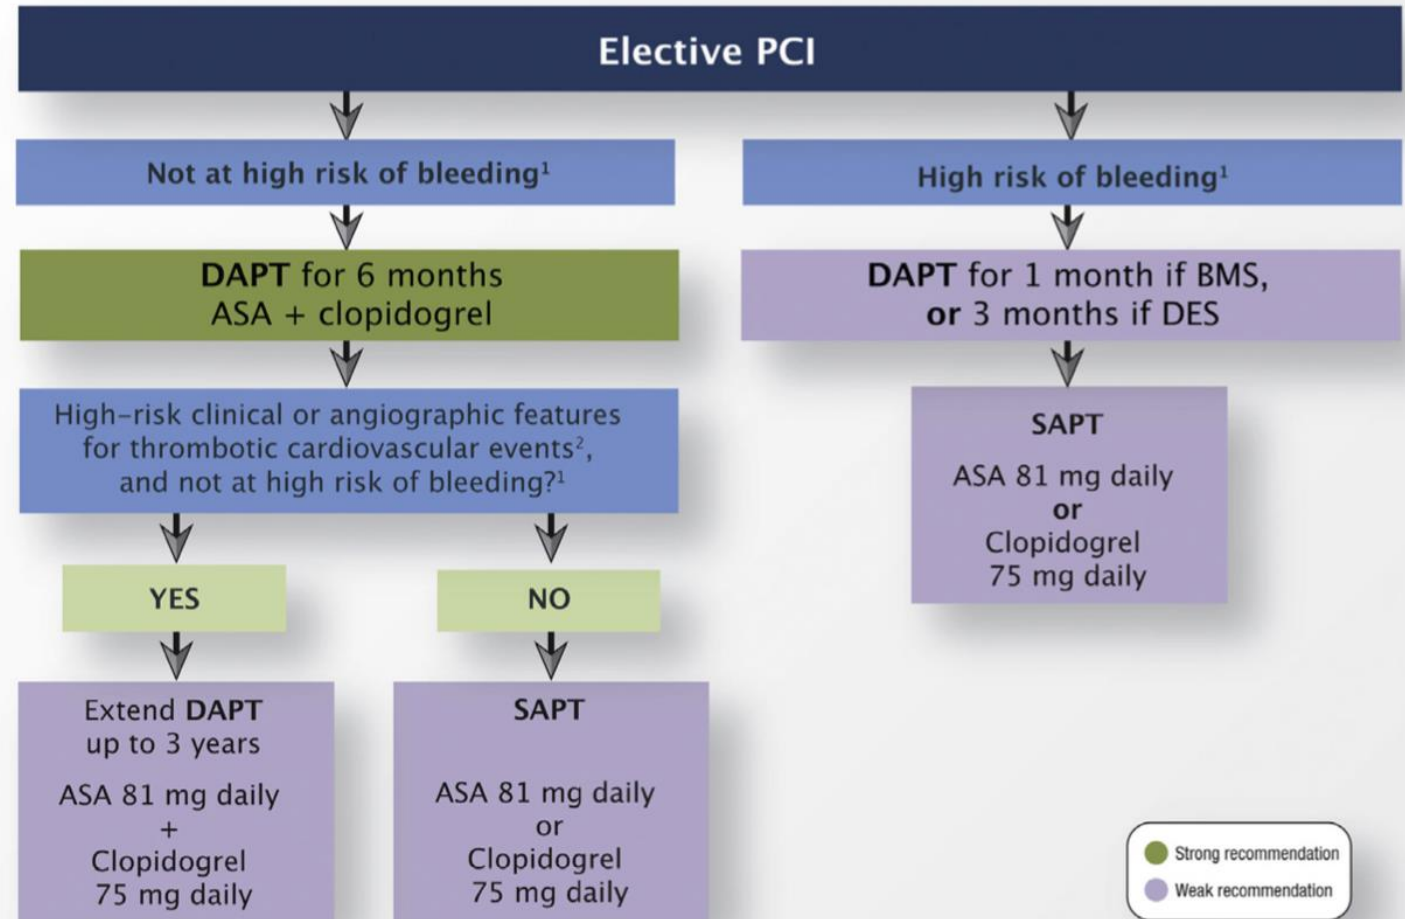 Elective PCI
Not at high risk of bleeding¹
DAPT for 6 months
ASA + clopidogrel
High-risk clinical or angiographic features
for thrombotic cardiovascular events²,
and not at high risk of bleeding?¹
YES
Extend DAPT
up to 3 years
ASA 81 mg daily
+
Clopidogrel
75 mg daily
NO
SAPT
ASA 81 mg daily
or
Clopidogrel
75 mg daily
High risk of bleeding¹
DAPT for 1 month if BMS,
or 3 months if DES
SAPT
ASA 81 mg daily
or
Clopidogrel
75 mg daily
Strong recommendation
Weak recommendation